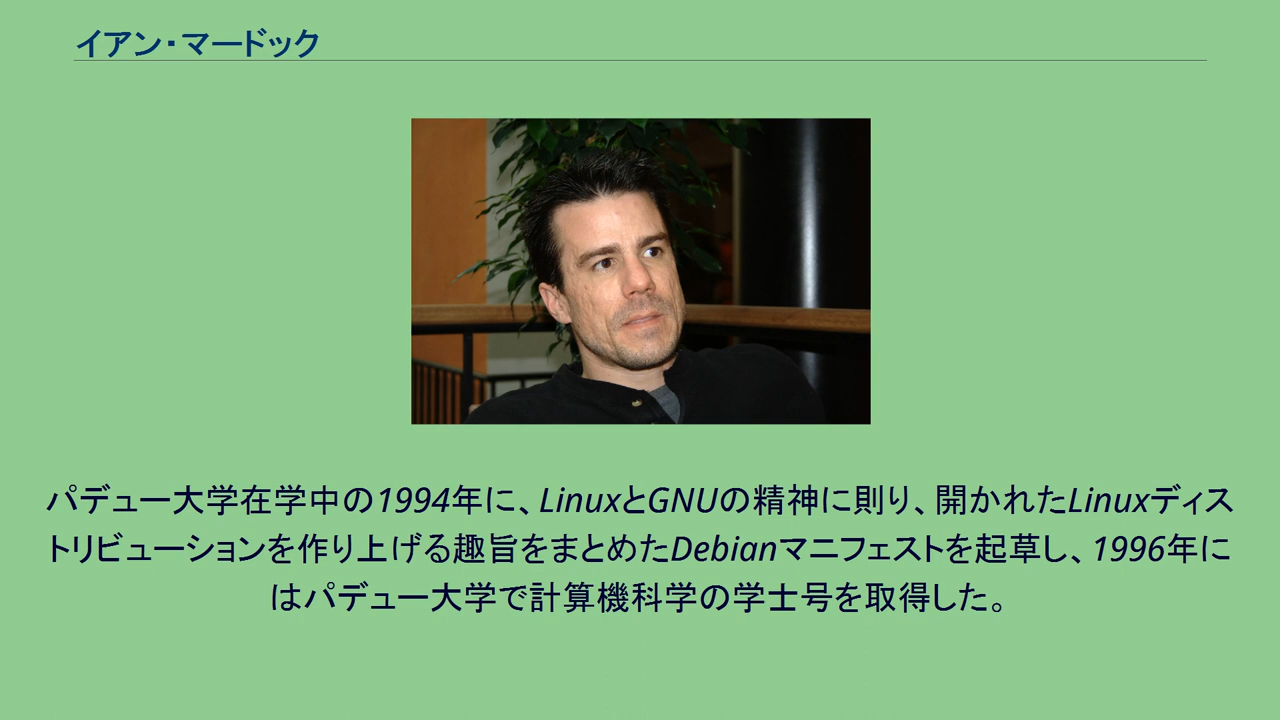 イアン・マードック
パデュー大学在学中の1994年に、LinuxとGNUの精神に則り、開かれたLinuxディス
トリビューションを作り上げる趣旨をまとめたDebianマニフェストを起草し、1996年に
はパデュー大学で計算機科学の学士号を取得した。